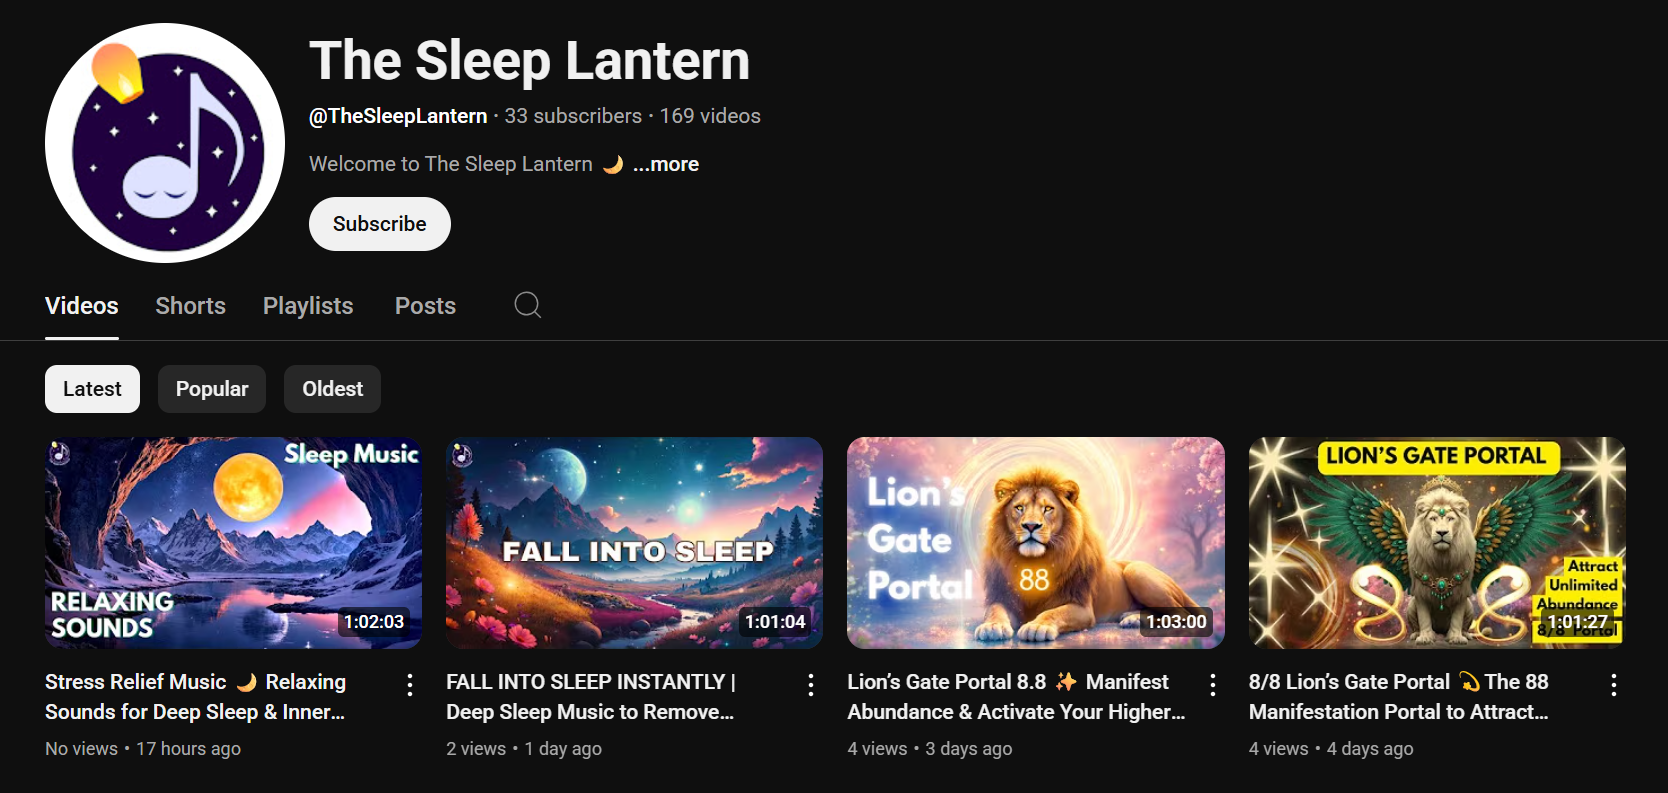 The Sleep Lantern
@TheSleepLantern · 33 subscribers · 169 videos
Welcome to The Sleep Lantern 🌙 ...more
Subscribe
Videos Shorts Playlists Posts
Latest Popular Oldest
Sleep Music
RELAXING
SOUNDS
1:02:03
Stress Relief Music 🌙 Relaxing
Sounds for Deep Sleep & Inner...
No views • 17 hours ago
FALL INTO SLEEP
1:01:04
FALL INTO SLEEP INSTANTLY |
Deep Sleep Music to Remove...
2 views • 1 day ago
Lion's
Gate
Portal
88
1:03:00
Lion's Gate Portal 8.8 ✨ Manifest
Abundance & Activate Your Higher...
4 views • 3 days ago
LION'S GATE PORTAL
Attract
Unlimited
Abundance
8/8 Portal
1:01:27
8/8 Lion's Gate Portal 💫 The 88
Manifestation Portal to Attract...
4 views • 4 days ago